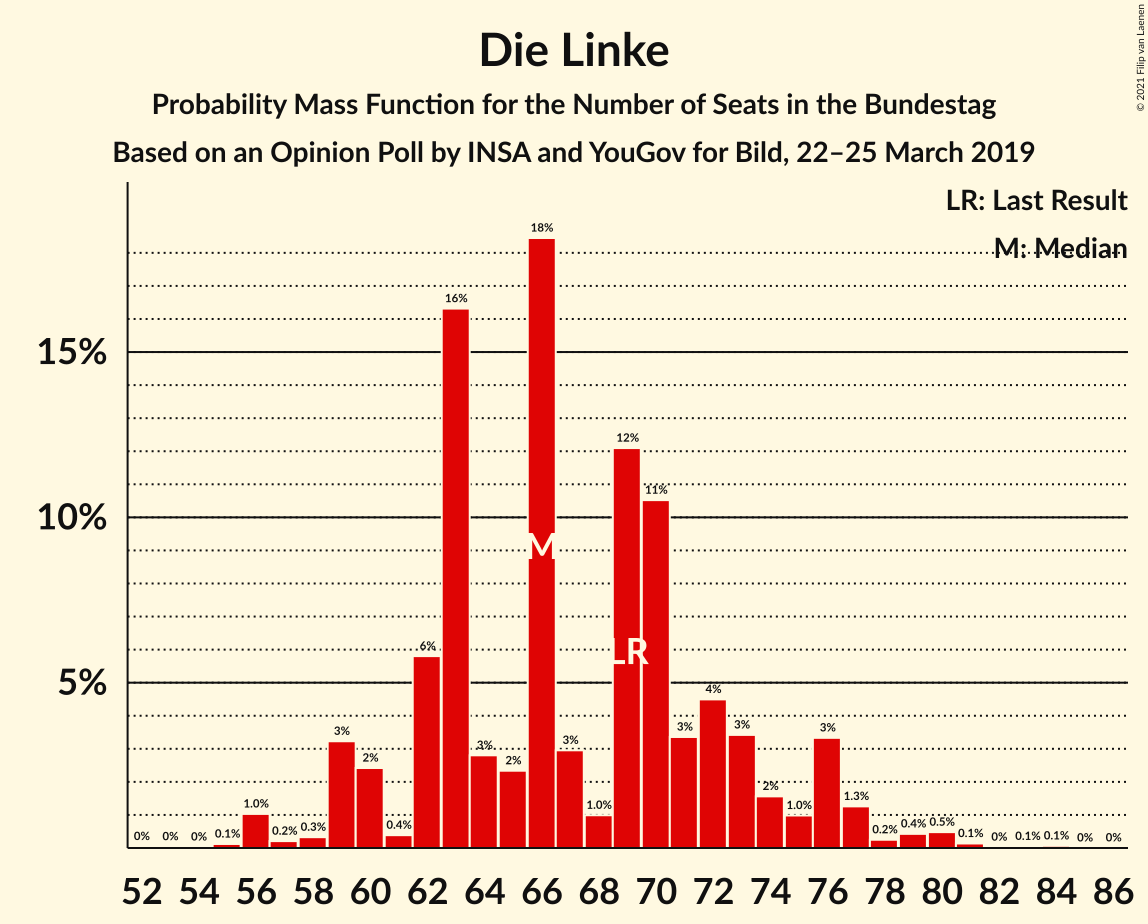 Die Linke
Probability Mass Function for the Number of Seats in the Bundestag
Based on an Opinion Poll by INSA and YouGov for Bild, 22–25 March 2019
© 2021 Filip van Laenen
LR: Last Result
M: Median
15%
10%
5%
0% 0% 0% 0.1% 1.0% 0.2% 0.3% 3% 2% 0.4% 6% 16% 3% 2% 18% 3% 1.0% 12% 11% 3% 4% 3% 2% 1.0% 3% 1.3% 0.2% 0.4% 0.5% 0.1% 0% 0.1% 0.1% 0% 0%
M
LR
52 54 56 58 60 62 64 66 68 70 72 74 76 78 80 82 84 86